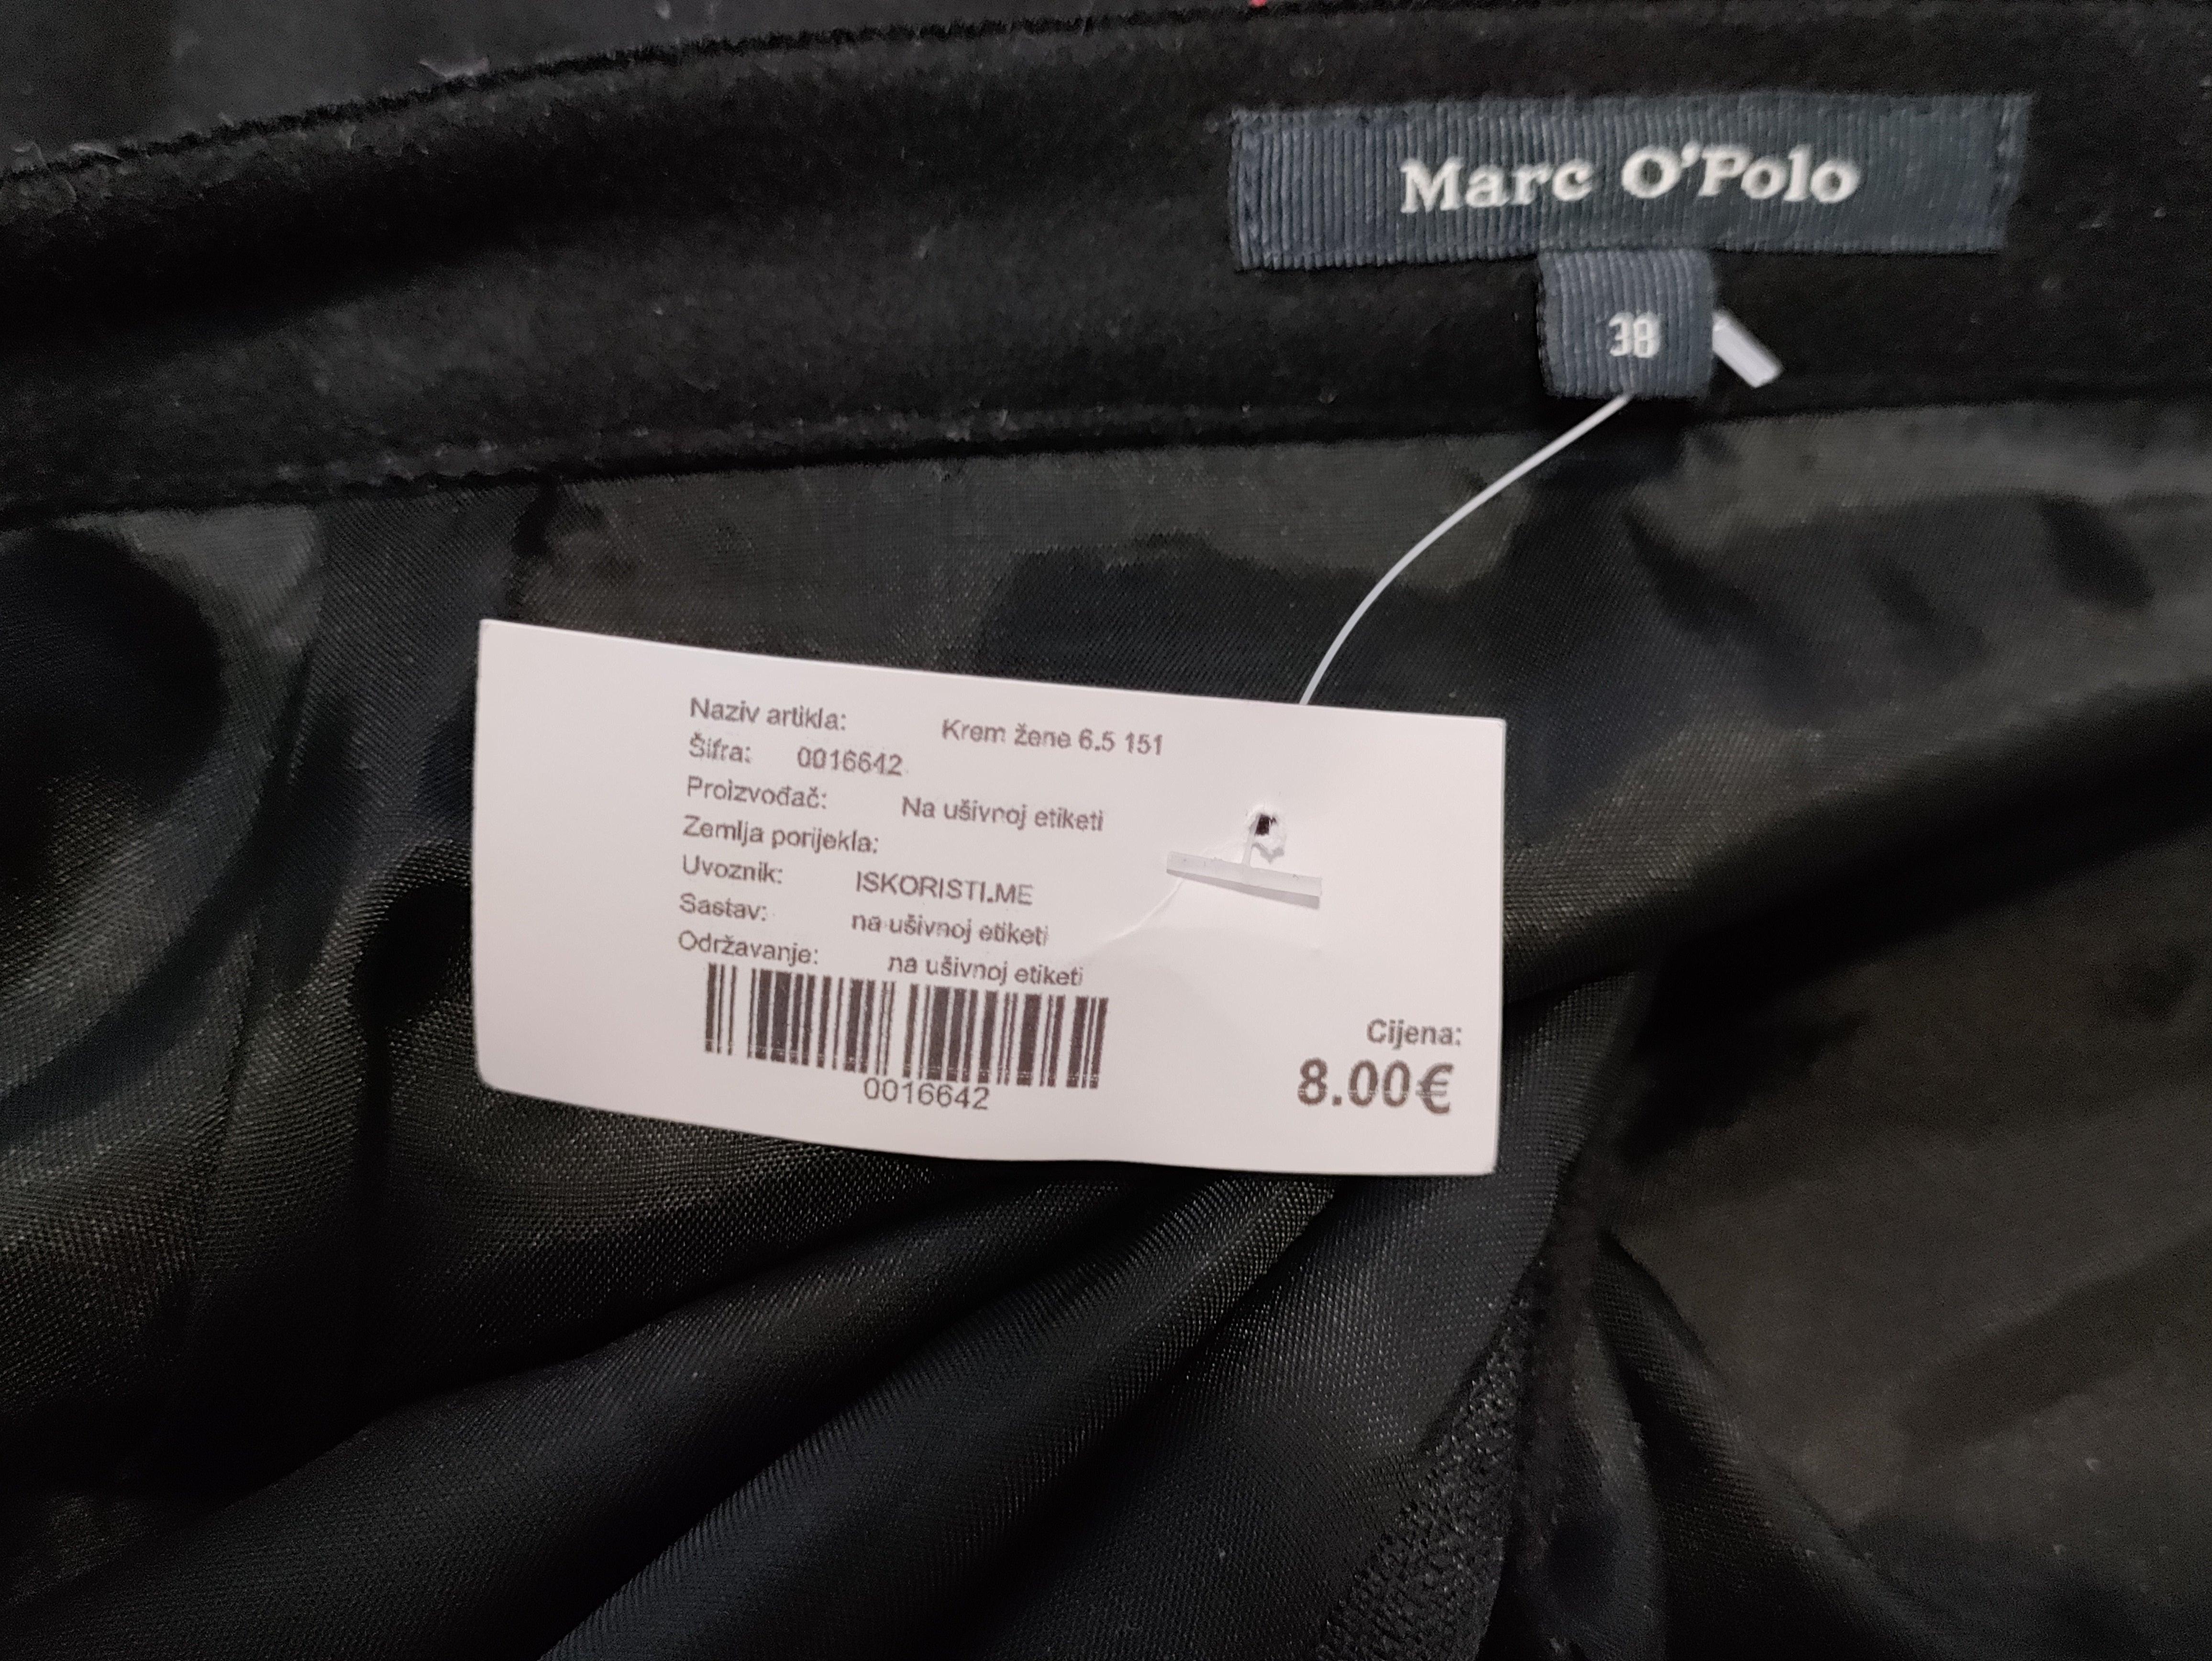 Marc O'Polo
38
Naziv artikla: Krem žene 6.5 151
Šifra: 0016642
Proizvođač: Na ušivnoj etiketi
Zemlja porijekla:
Uvoznik: ISKORISTI.ME
Sastav: na ušivnoj etiketi
Održavanje: na ušivnoj etiketi
0016642
Cijena:
8.00€